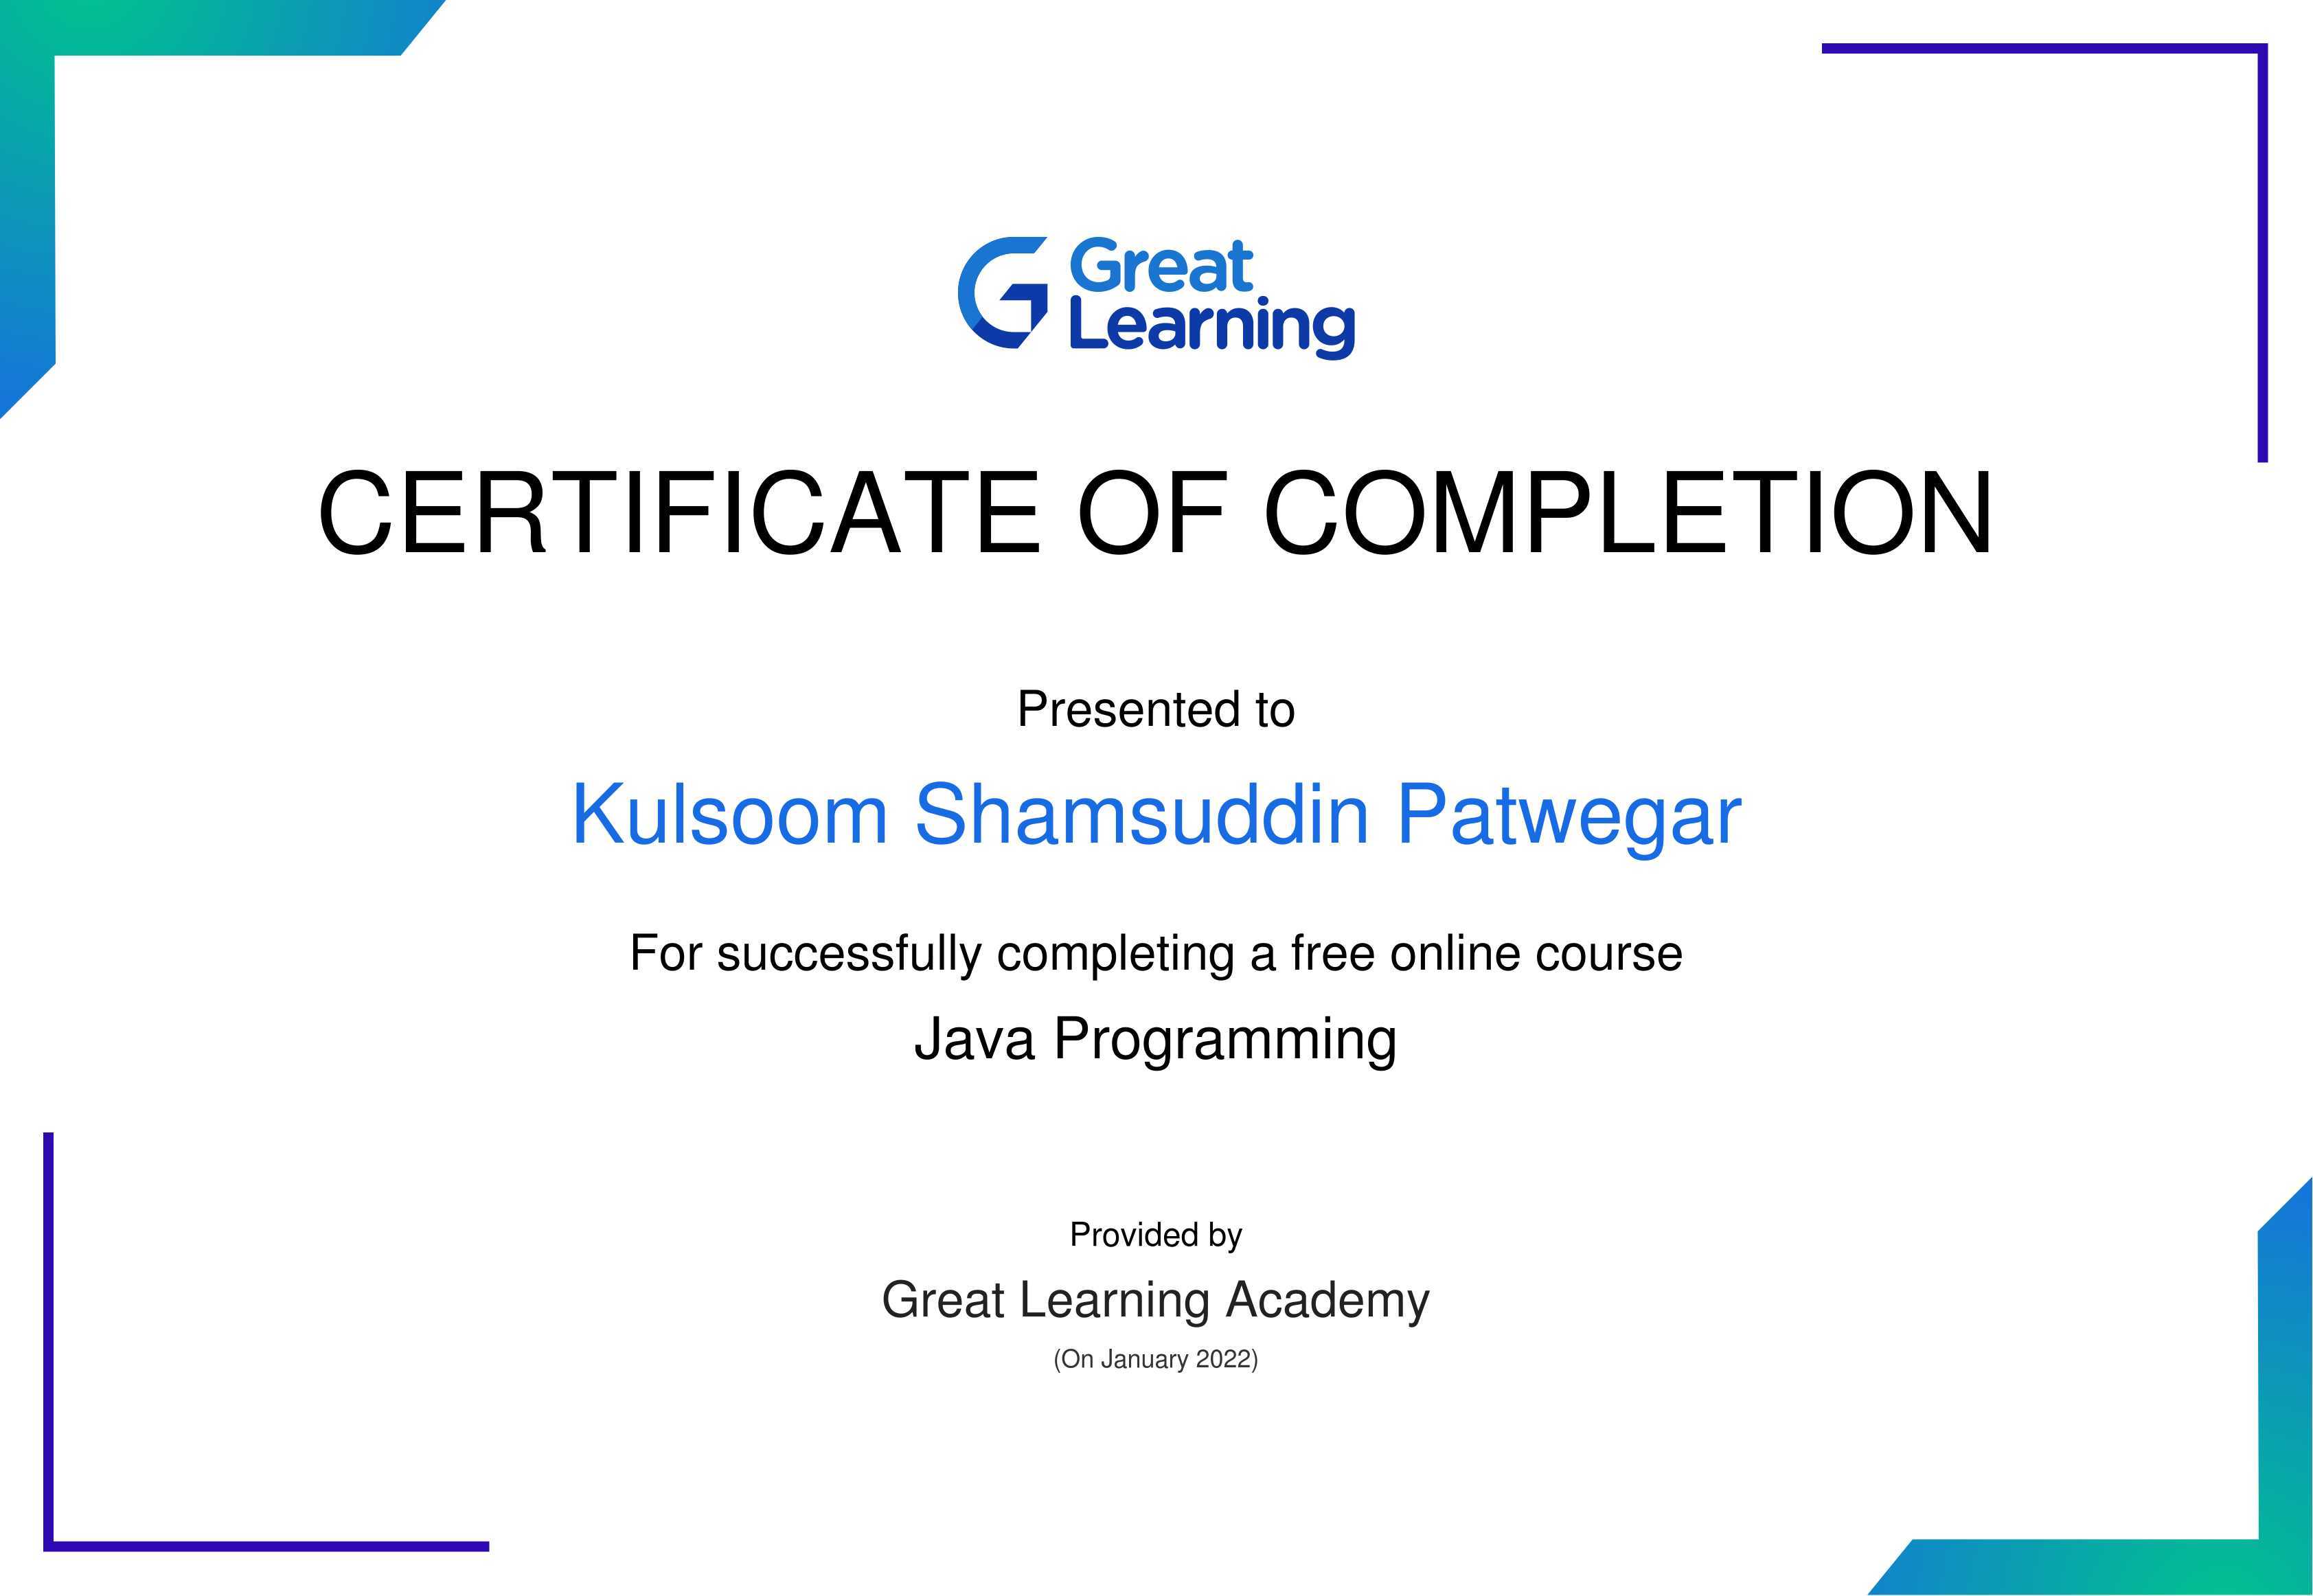 Great
Learning
CERTIFICATE OF COMPLETION
Presented to
Kulsoom Shamsuddin Patwegar
For successfully completing a free online course
Java Programming
Provided by
Great Learning Academy
(On January 2022)